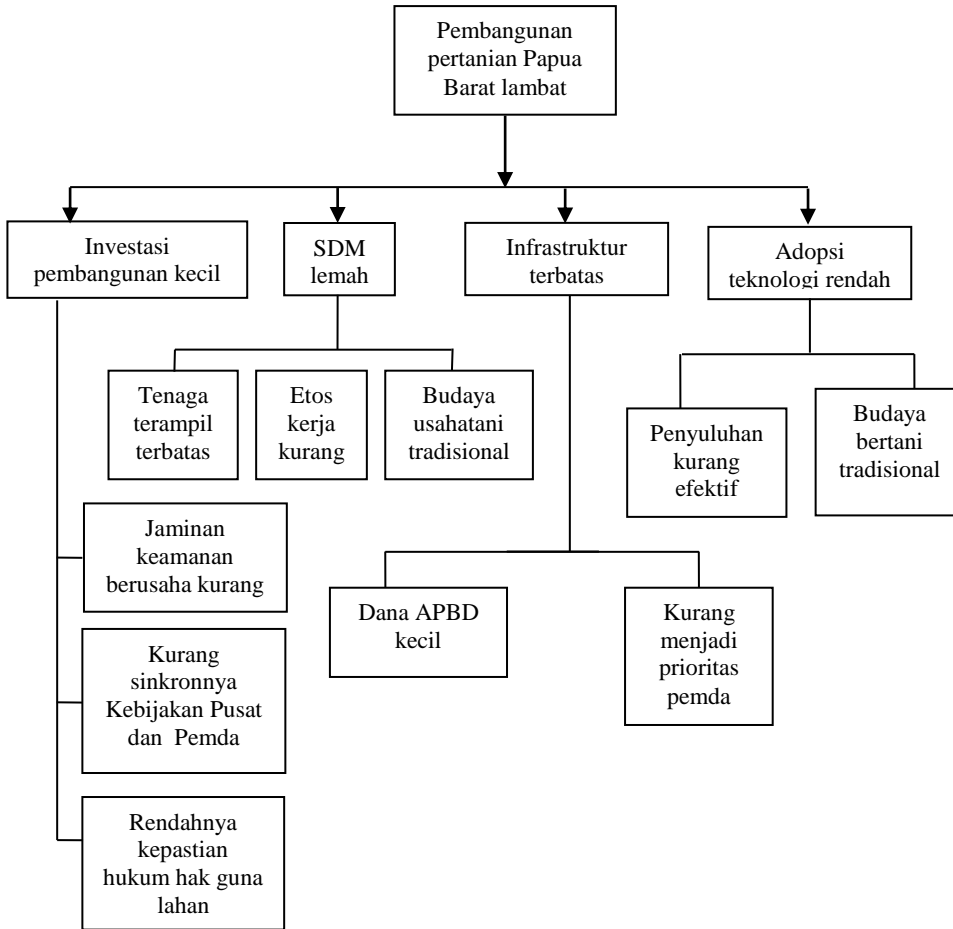 Pembangunan
pertanian Papua
Barat lambat
Investasi
pembangunan kecil
SDM
lemah
Infrastruktur
terbatas
Adopsi
teknologi rendah
Tenaga
terampil
terbatas
Etos
kerja
kurang
Budaya
usahatani
tradisional
Penyuluhan
kurang
efektif
Budaya
bertani
tradisional
Jaminan
keamanan
berusaha kurang
Kurang
sinkronnya
Kebijakan Pusat
dan Pemda
Rendahnya
kepastian
hukum hak guna
lahan
Dana APBD
kecil
Kurang
menjadi
prioritas
pemda